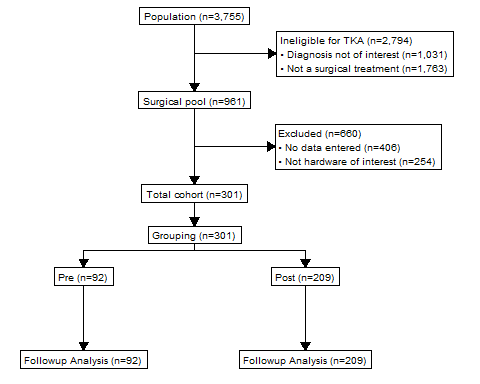 Population (n=3,755)
Ineligible for TKA (n=2,794)
• Diagnosis not of interest (n=1,031)
• Not a surgical treatment (n=1,763)
Surgical pool (n=961)
Excluded (n=660)
• No data entered (n=406)
• Not hardware of interest (n=254)
Total cohort (n=301)
Grouping (n=301)
Pre (n=92)
Post (n=209)
Followup Analysis (n=92)
Followup Analysis (n=209)